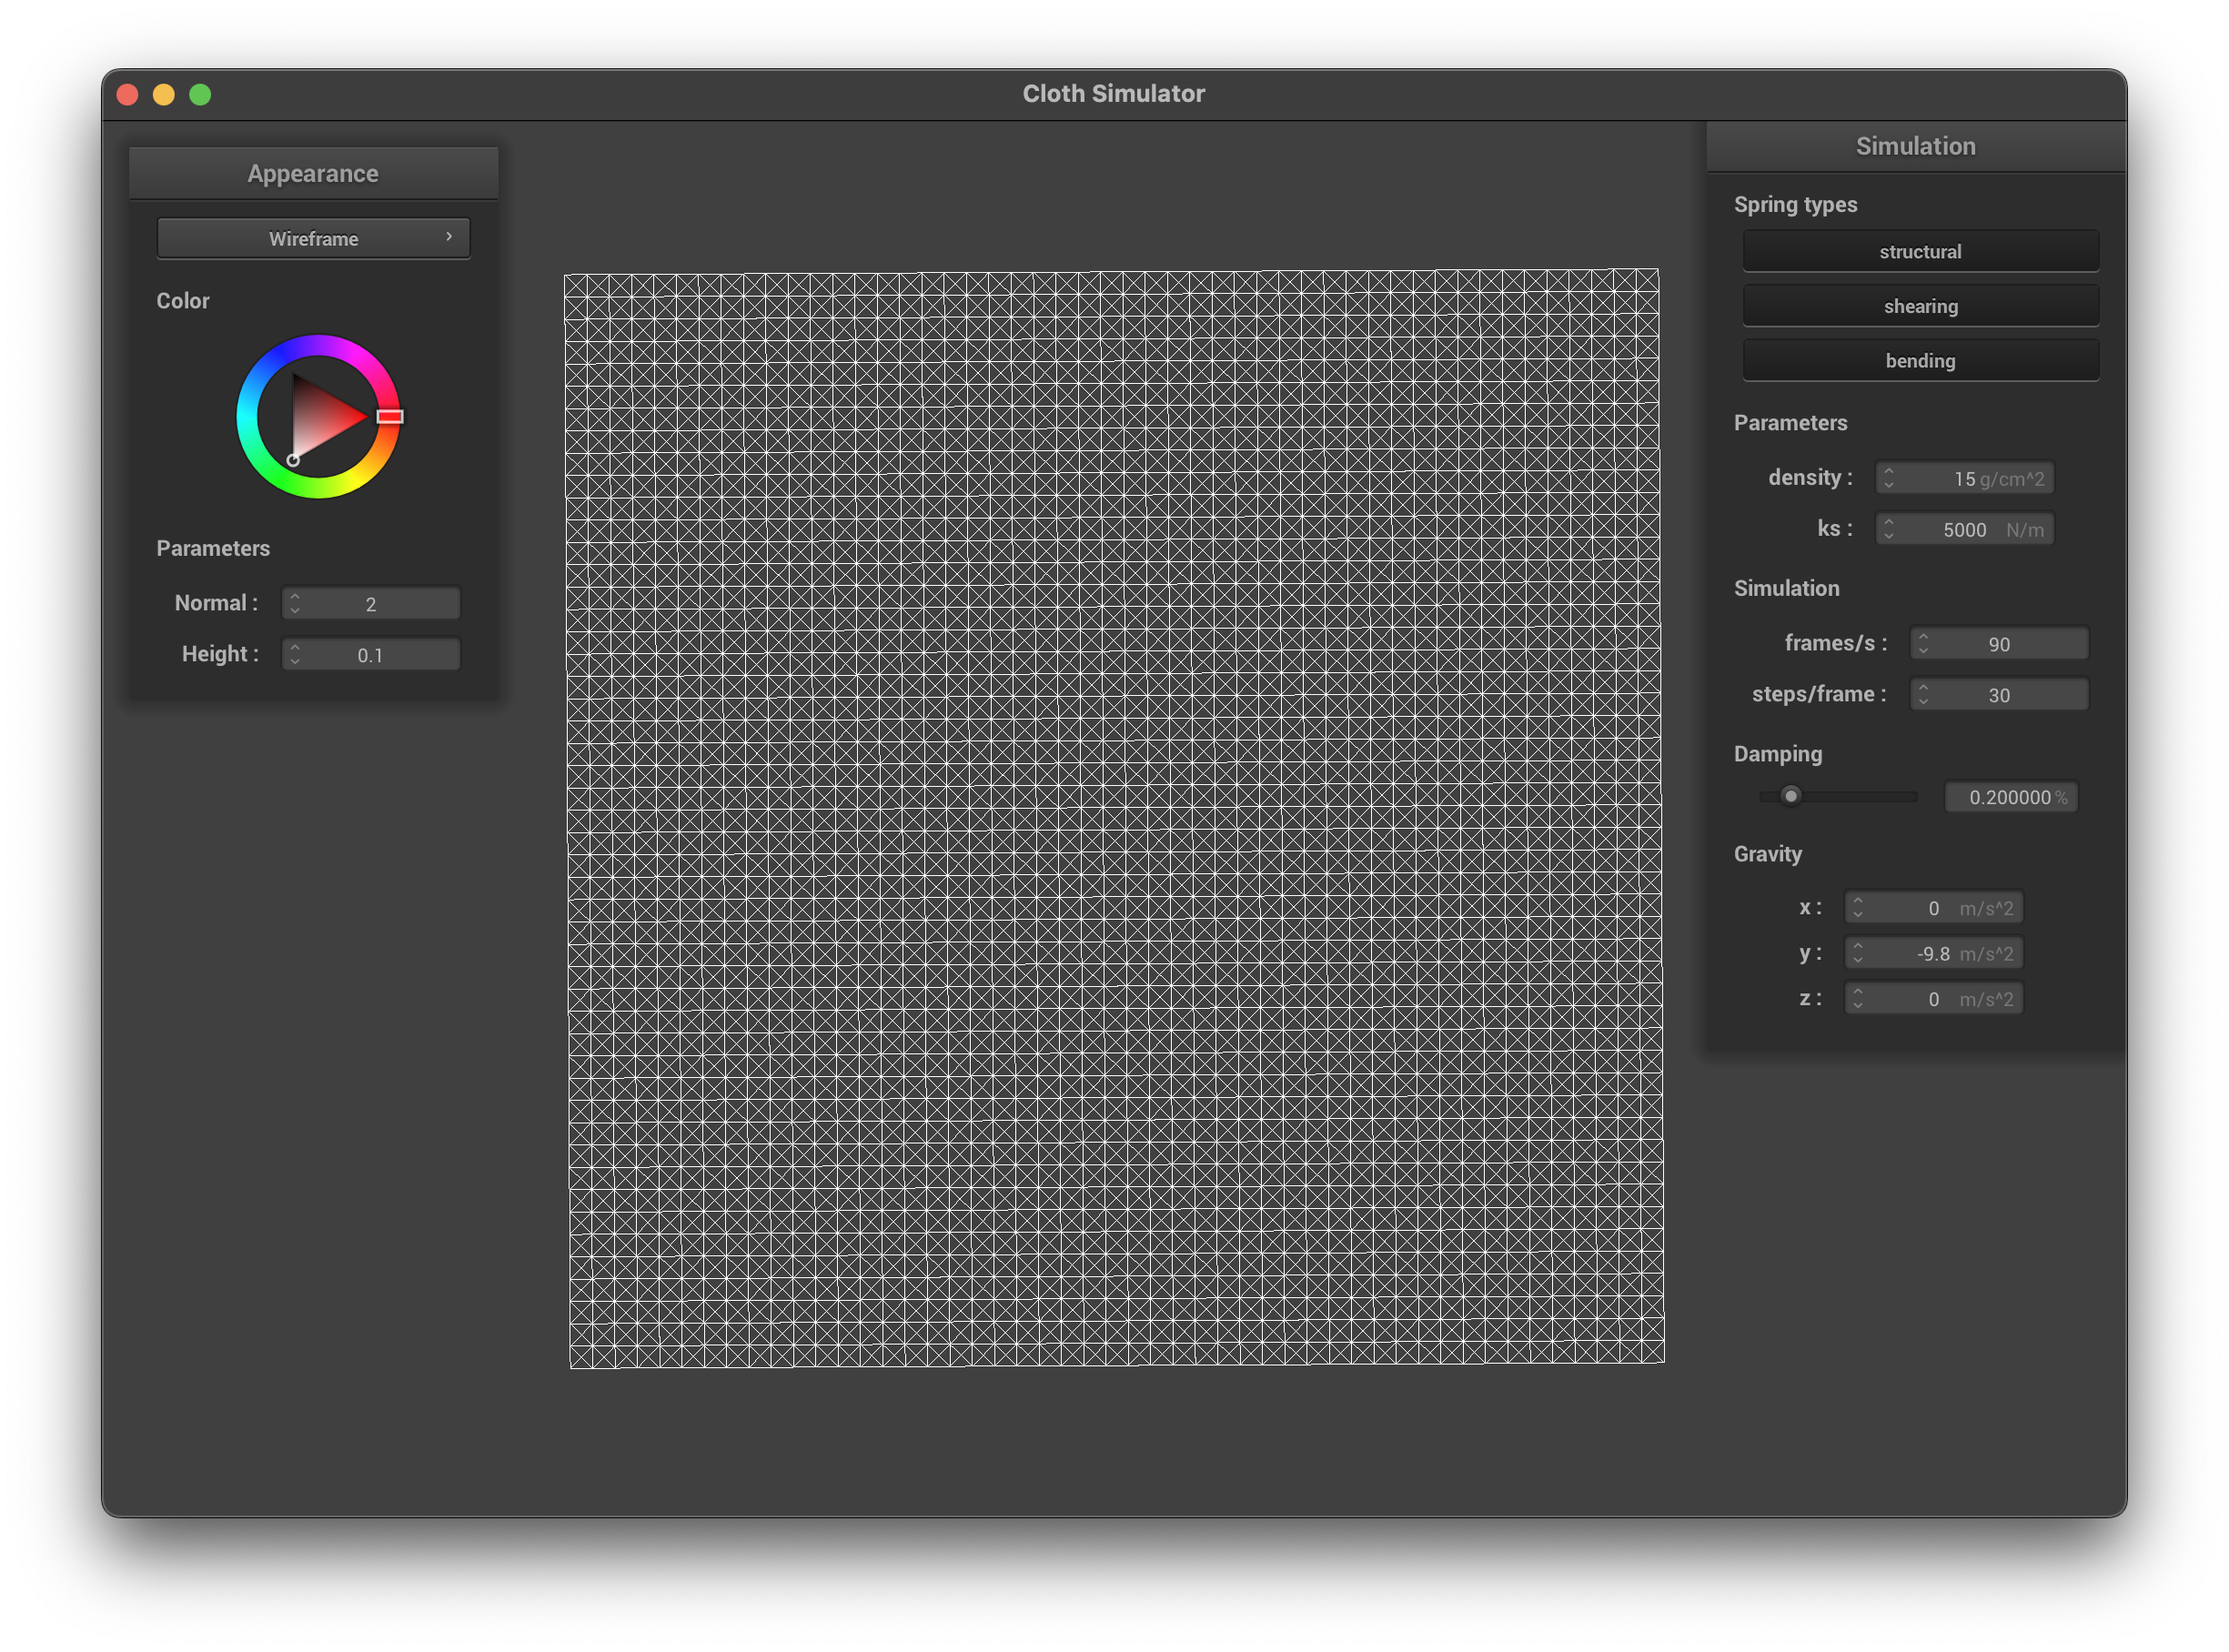 Cloth Simulator
Appearance
Wireframe
Color
Parameters
Normal : 2
Height : 0.1
Simulation
Spring types
structural
shearing
bending
Parameters
density : 15 g/cm^2
ks : 5000 N/m
Simulation
frames/s : 90
steps/frame : 30
Damping
0.200000 %
Gravity
x : 0 m/s^2
y : -9.8 m/s^2
z : 0 m/s^2